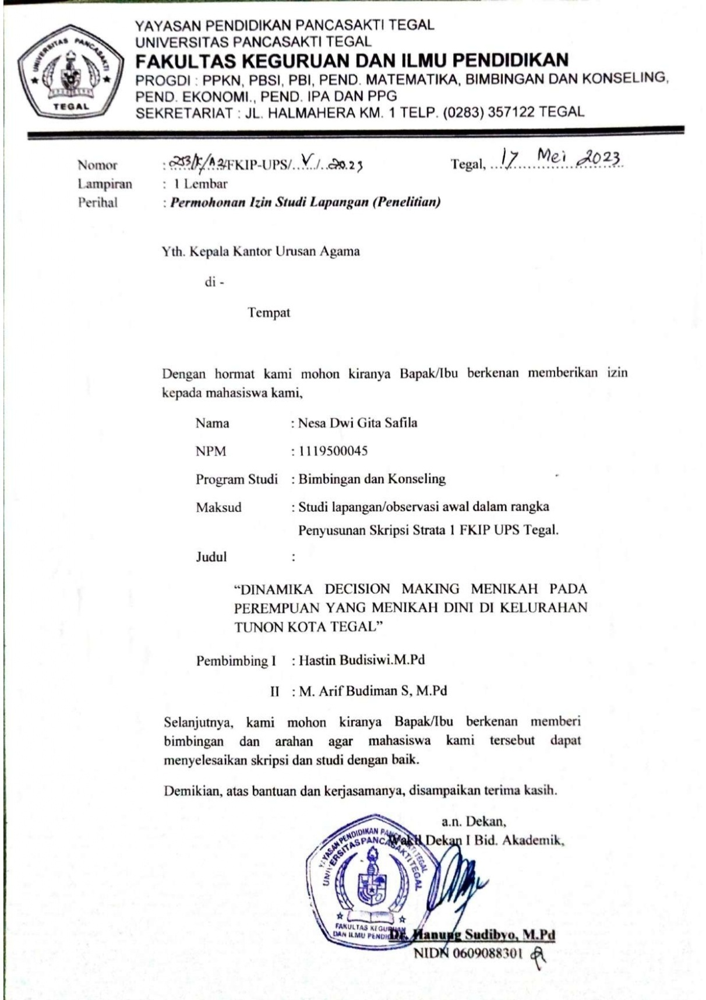 UNIVERSITAS PANCASAKTI
TEGAL
YAYASAN PENDIDIKAN PANCASAKTI TEGAL
UNIVERSITAS PANCASAKTI TEGAL
FAKULTAS KEGURUAN DAN ILMU PENDIDIKAN
PROGDI : PPKN, PBSI, PBI, PEND. MATEMATIKA, BIMBINGAN DAN KONSELING,
PEND. EKONOMI., PEND. IPA DAN PPG
SEKRETARIAT : JL. HALMAHERA KM. 1 TELP. (0283) 357122 TEGAL
Nomor : 253/K/A2/FKIP-UPS/..V../..2023 Tegal, 17 Mei 2023
Lampiran : 1 Lembar
Perihal : Permohonan Izin Studi Lapangan (Penelitian)
Yth. Kepala Kantor Urusan Agama
di -
Tempat
Dengan hormat kami mohon kiranya Bapak/Ibu berkenan memberikan izin
kepada mahasiswa kami,
Nama : Nesa Dwi Gita Safila
NPM : 1119500045
Program Studi : Bimbingan dan Konseling
Maksud : Studi lapangan/observasi awal dalam rangka
Penyusunan Skripsi Strata 1 FKIP UPS Tegal.
Judul :
“DINAMIKA DECISION MAKING MENIKAH PADA
PEREMPUAN YANG MENIKAH DINI DI KELURAHAN
TUNON KOTA TEGAL”
Pembimbing I : Hastin Budisiwi.M.Pd
II : M. Arif Budiman S, M.Pd
Selanjutnya, kami mohon kiranya Bapak/Ibu berkenan memberi
bimbingan dan arahan agar mahasiswa kami tersebut dapat
menyelesaikan skripsi dan studi dengan baik.
Demikian, atas bantuan dan kerjasamanya, disampaikan terima kasih.
a.n. Dekan,
Wakil Dekan I Bid. Akademik,
YAYASAN PENDIDIKAN PANCASAKTI TEGAL
UNIVERSITAS PANCASAKTI TEGAL
FAKULTAS KEGURUAN
DAN ILMU PENDIDIKAN
Dr. Hanung Sudibyo, M.Pd
NIDN 0609088301